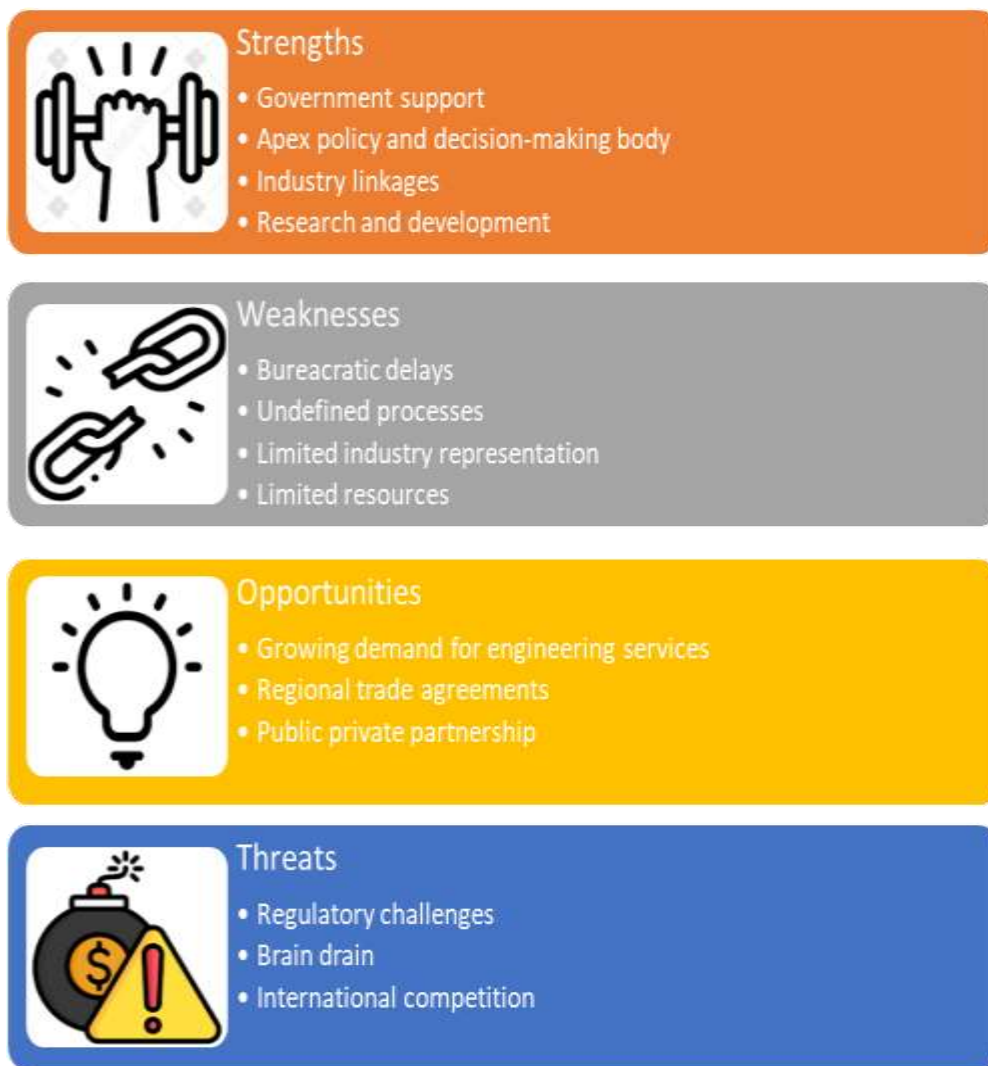 Strengths
• Government support
• Apex policy and decision-making body
• Industry linkages
• Research and development
Weaknesses
• Bureacratic delays
• Undefined processes
• Limited industry representation
• Limited resources
Opportunities
• Growing demand for engineering services
• Regional trade agreements
• Public private partnership
Threats
$
!
• Regulatory challenges
• Brain drain
• International competition